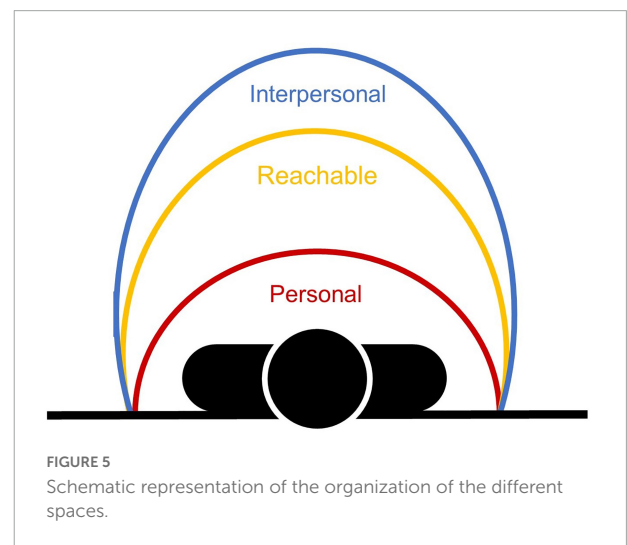 Interpersonal
Reachable
Personal
FIGURE 5
Schematic representation of the organization of the different
spaces.